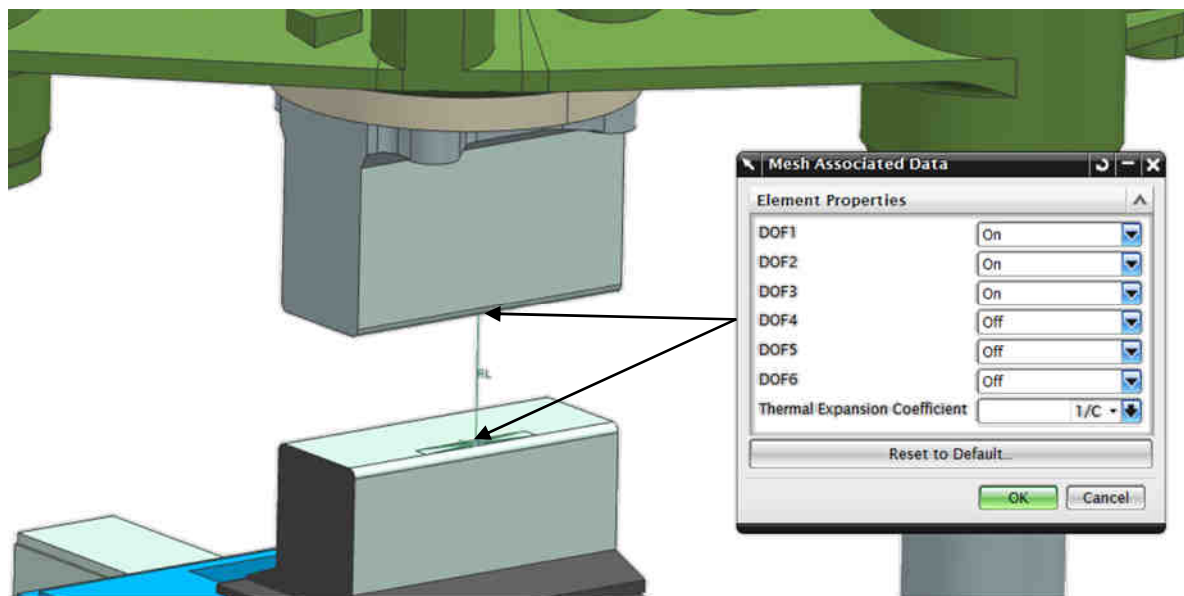 Mesh Associated Data
Element Properties
DOF1 On
DOF2 On
DOF3 On
DOF4 Off
DOF5 Off
DOF6 Off
Thermal Expansion Coefficient 1/C
Reset to Default...
OK Cancel
RL